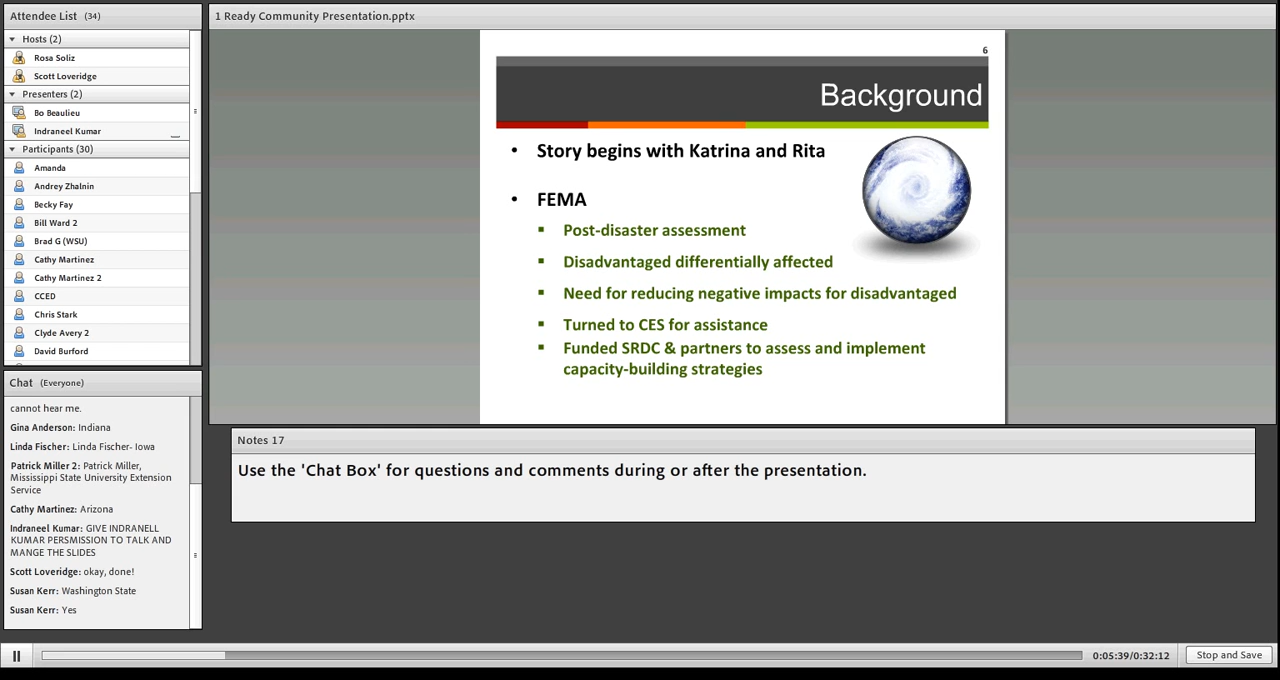 Attendee List (34)
Hosts (2)
Rosa Soliz
Scott Loveridge
Presenters (2)
Bo Beaulieu
Indraneel Kumar
Participants (30)
Amanda
Andrey Zhalnin
Becky Fay
Bill Ward 2
Brad G (WSU)
Cathy Martinez
Cathy Martinez 2
CCED
Chris Stark
Clyde Avery 2
David Burford
Chat (Everyone)
cannot hear me.
Gina Anderson: Indiana
Linda Fischer: Linda Fischer- Iowa
Patrick Miller 2: Patrick Miller,
Mississippi State University Extension
Service
Cathy Martinez: Arizona
Indraneel Kumar: GIVE INDRANELL
KUMAR PERSMISSION TO TALK AND
MANGE THE SLIDES
Scott Loveridge: okay, done!
Susan Kerr: Washington State
Susan Kerr: Yes
1 Ready Community Presentation.pptx
6
Background
• Story begins with Katrina and Rita
• FEMA
▪ Post-disaster assessment
▪ Disadvantaged differentially affected
▪ Need for reducing negative impacts for disadvantaged
▪ Turned to CES for assistance
▪ Funded SRDC & partners to assess and implement
capacity-building strategies
Notes 17
Use the 'Chat Box' for questions and comments during or after the presentation.
0:05:39/0:32:12
Stop and Save